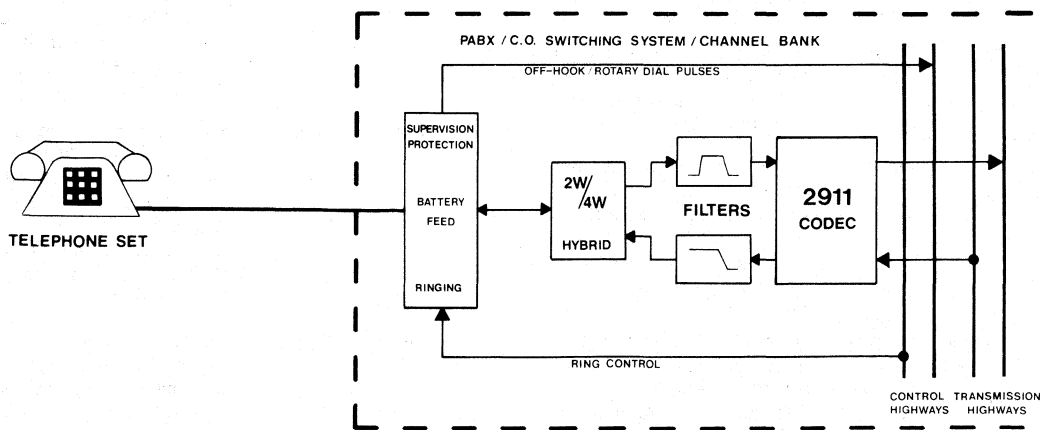 PABX / C.O. SWITCHING SYSTEM / CHANNEL BANK
OFF-HOOK/ROTARY DIAL PULSES
SUPERVISION
PROTECTION
BATTERY
FEED
RINGING
2W/4W
HYBRID
FILTERS
2911
CODEC
TELEPHONE SET
RING CONTROL
CONTROL
HIGHWAYS
TRANSMISSION
HIGHWAYS